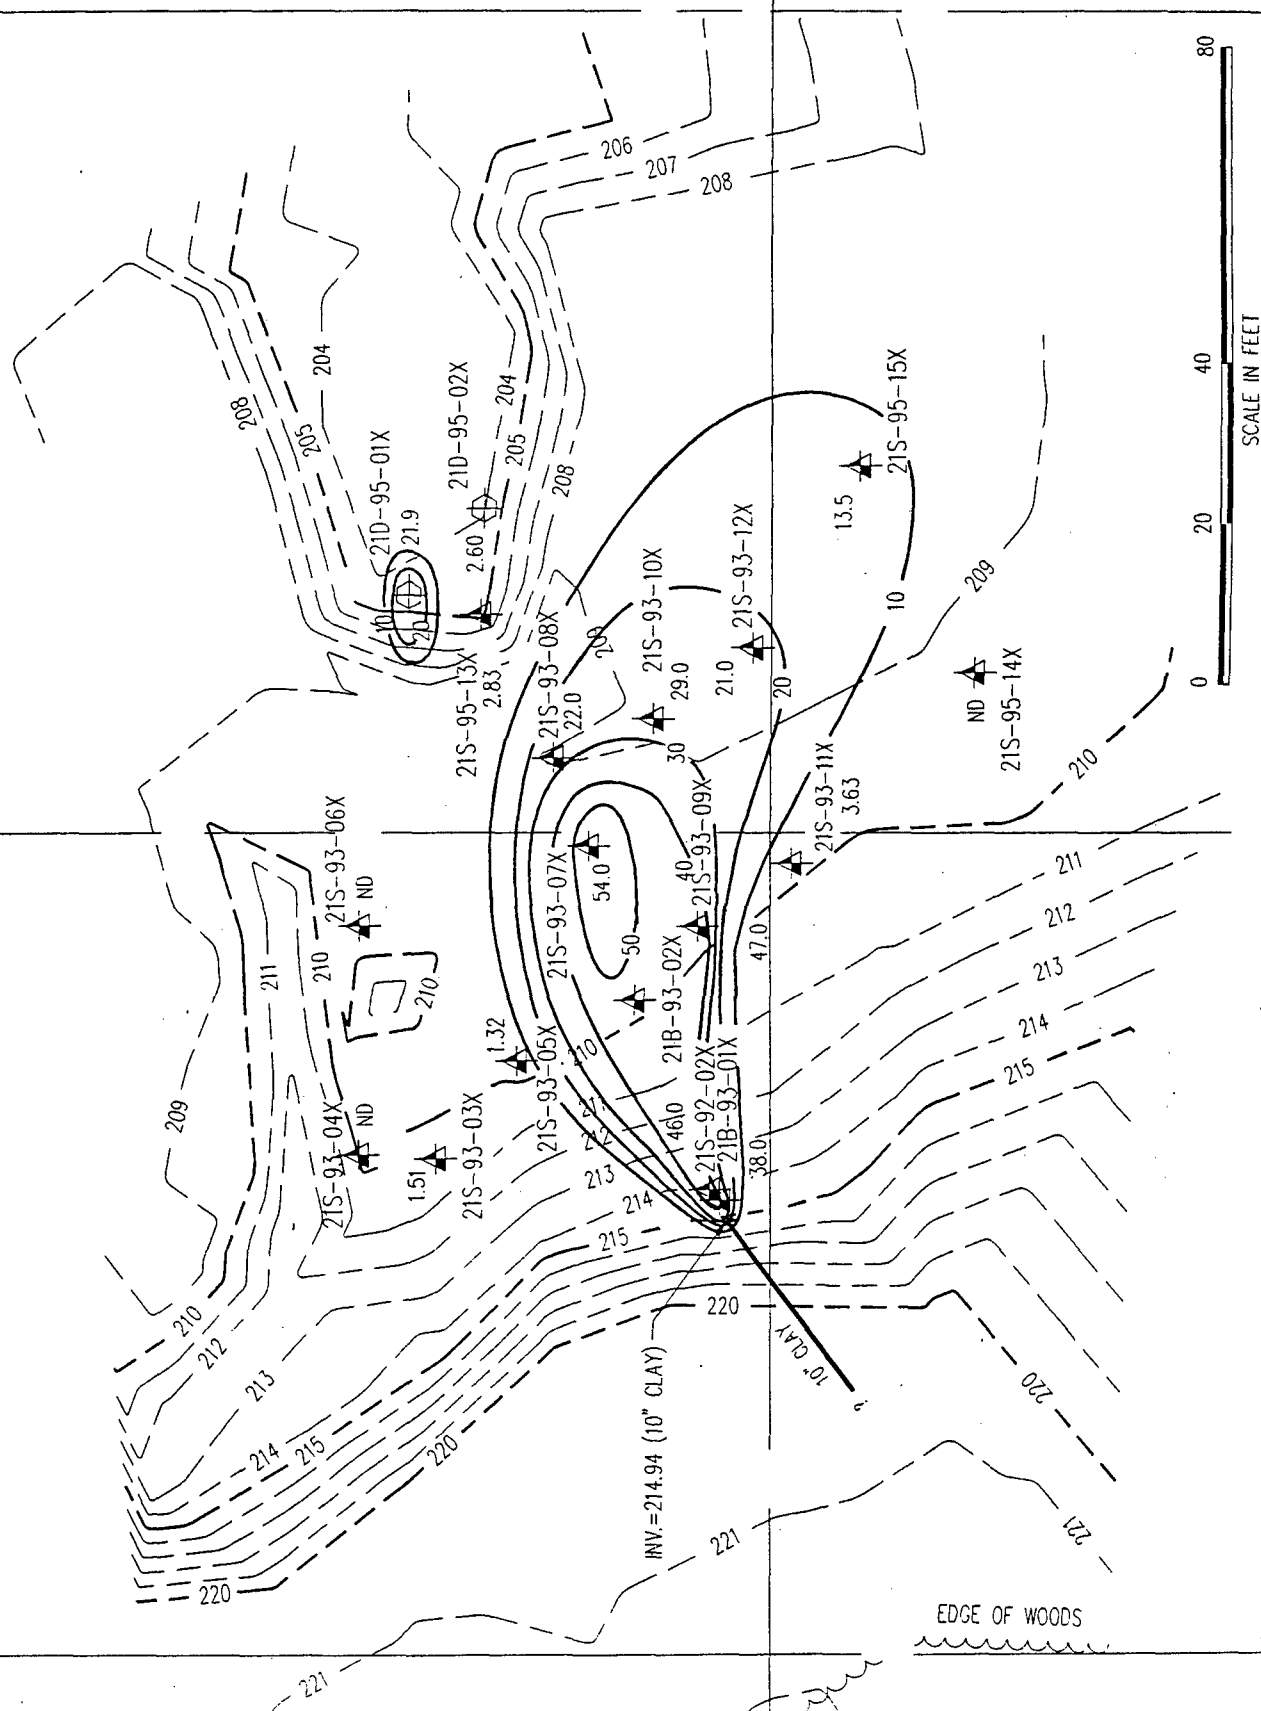 206
207
208
80
204
208
205
21D-95-01X
21.9
21D-95-02X
2.60
204
205
208
10
20
40
SCALE IN FEET
20
0
21S-95-15X
13.5
21S-93-12X
21.0
21S-93-10X
29.0
209
21S-93-08X
22.0
21S-95-13X
2.83
10
20
209
ND
21S-95-14X
210
30
21S-93-11X
3.63
21S-93-06X
ND
21S-93-07X
54.0
40
21S-93-09X
47.0
50
211
212
213
214
215
211
210
210
209
21B-93-02X
1.32
21S-93-05X
210
211
212
213
214
215
46.0
21S-92-02X
21B-93-01X
38.0
21S-93-04X
ND
1.51
21S-93-03X
210
212
213
214
215
220
220
220
10" CLAY
?
INV.=214.94 (10" CLAY)
220
221
221
221
EDGE OF WOODS